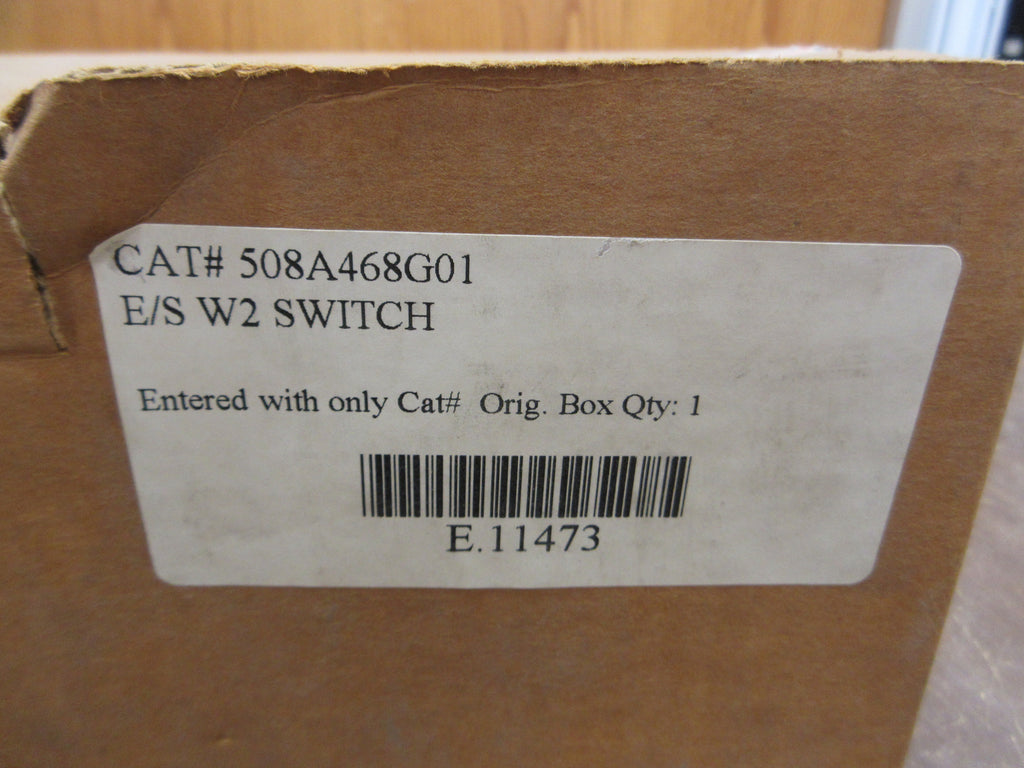 CAT# 508A468G01
E/S W2 SWITCH
Entered with only Cat# Orig. Box Qty: 1
E.11473